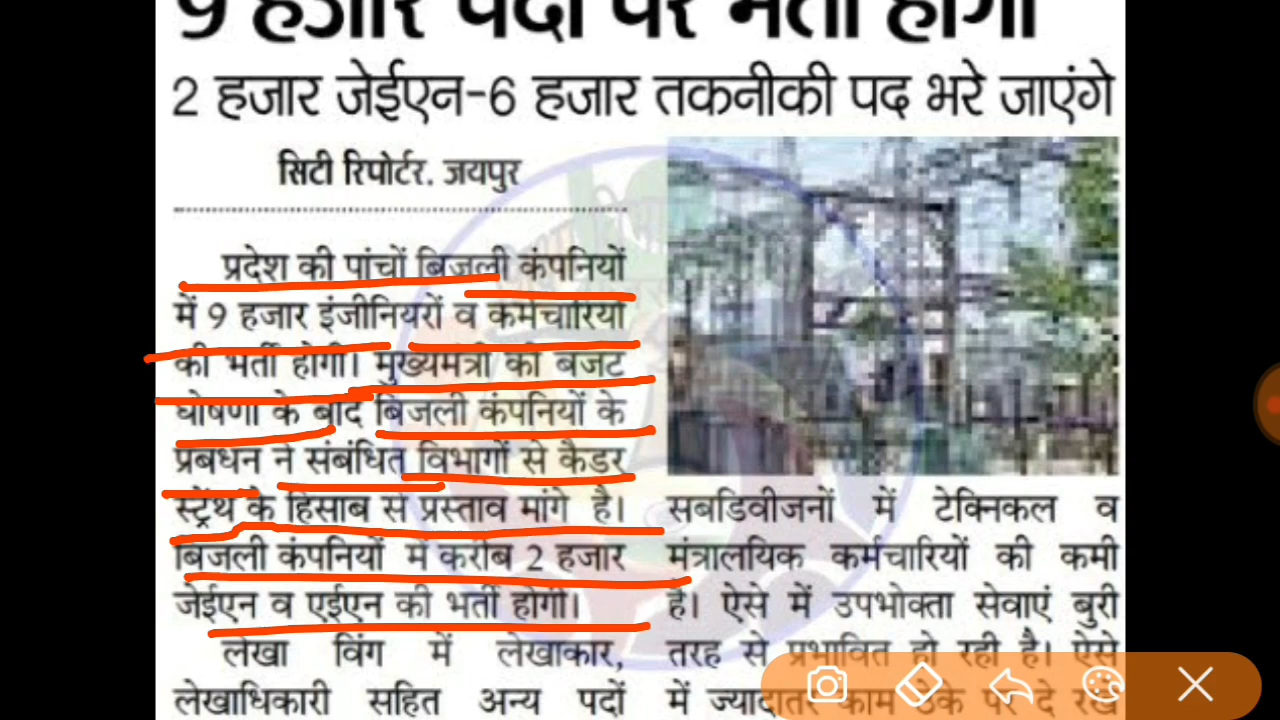 9 हजार पदों पर भर्ती होगी
2 हजार जेईएन-6 हजार तकनीकी पद भरे जाएंगे
सिटी रिपोर्टर. जयपुर
प्रदेश की पांचों बिजली कंपनियों
में 9 हजार इंजीनियरों व कर्मचारियों
की भर्ती होगी। मुख्यमंत्री की बजट
घोषणा के बाद बिजली कंपनियों के
प्रबंधन ने संबंधित विभागों से कैडर
स्ट्रेंथ के हिसाब से प्रस्ताव मांगे है।
बिजली कंपनियों में करीब 2 हजार
जेईएन व एईएन की भर्ती होगी।
लेखा विंग में लेखाकार,
लेखाधिकारी सहित अन्य पदों
सबडिवीजनों में टेक्निकल व
मंत्रालयिक कर्मचारियों की कमी
है। ऐसे में उपभोक्ता सेवाएं बुरी
तरह से प्रभावित हो रही है। ऐसे
में ज्यादातर काम ठेके पर दे रखे